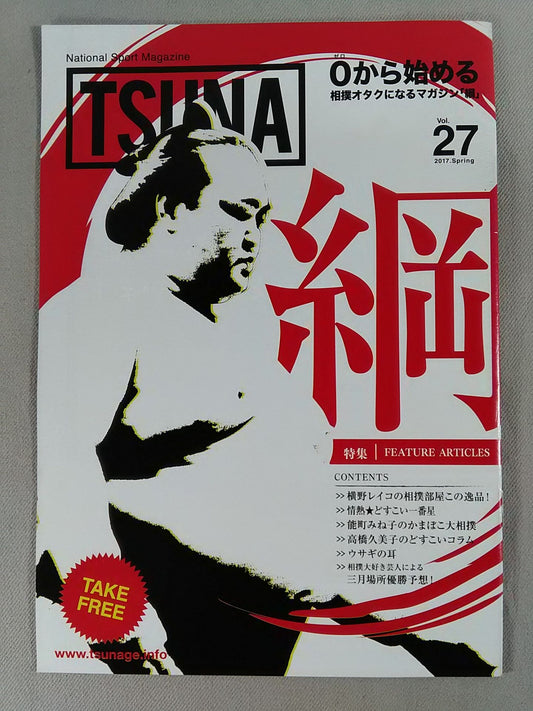 National Sport Magazine
TSUNA
ゼロ
0から始める
相撲オタクになるマガジン「綱」
Vol.
27
2017.Spring
綱
特集 | FEATURE ARTICLES
CONTENTS
>>横野レイコの相撲部屋この逸品!
>>情熱★どすこい一番星
>>能町みね子のかまぼこ大相撲
>>高橋久美子のどすこいコラム
>>ウサギの耳
>>相撲大好き芸人による
三月場所優勝予想!
TAKE
FREE
www.tsunage.info